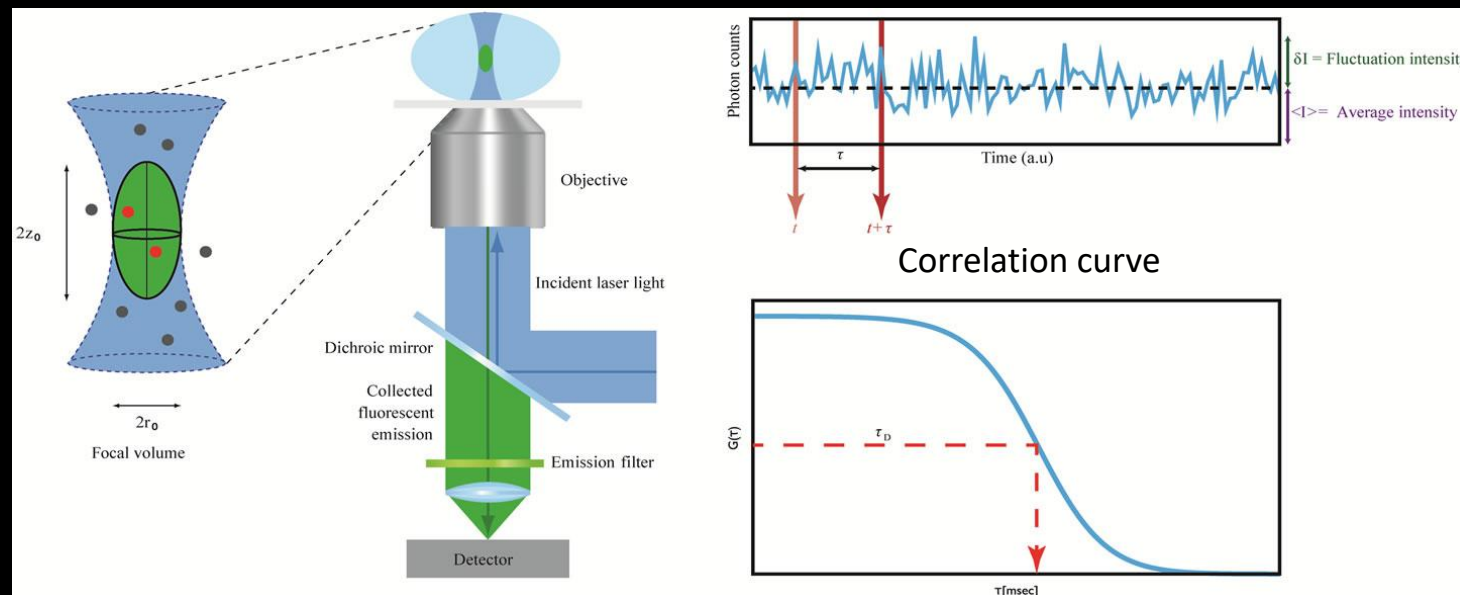 2z₀
2r₀
Focal volume
Objective
Incident laser light
Dichroic mirror
Collected
fluorescent
emission
Emission filter
Detector
Photon counts
δI = Fluctuation intensit
<I>= Average intensity
Time (a.u)
τ
t
t+ τ
Correlation curve
G(τ)
τD
τ[msec]